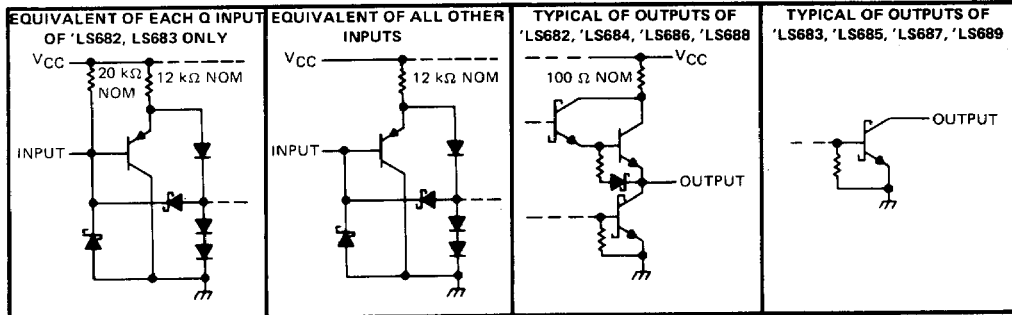 EQUIVALENT OF EACH Q INPUT
OF 'LS682, LS683 ONLY
VCC
20 kΩ
NOM
12 kΩ NOM
INPUT
EQUIVALENT OF ALL OTHER
INPUTS
VCC
12 kΩ NOM
INPUT
TYPICAL OF OUTPUTS OF
'LS682, 'LS684, 'LS686, 'LS688
VCC
100 Ω NOM
OUTPUT
TYPICAL OF OUTPUTS OF
'LS683, 'LS685, 'LS687, 'LS689
OUTPUT